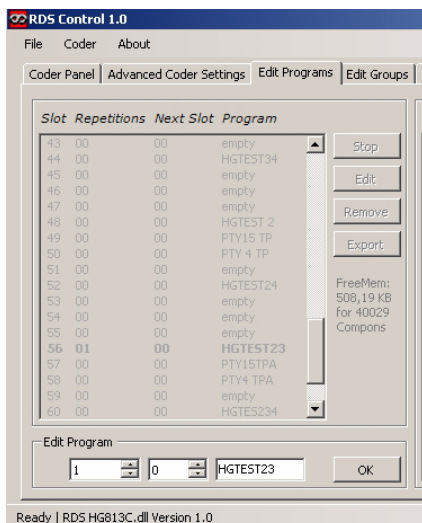 RDS Control 1.0
File Coder About
Coder Panel Advanced Coder Settings Edit Programs Edit Groups
Slot Repetitions Next Slot Program
43 00 00 empty
44 00 00 HGTEST34
45 00 00 empty
46 00 00 empty
47 00 00 empty
48 00 00 HGTEST 2
49 00 00 PTY15 TP
50 00 00 PTY 4 TP
51 00 00 empty
52 00 00 HGTEST24
53 00 00 empty
54 00 00 empty
55 00 00 empty
56 01 00 HGTEST23
57 00 00 PTY15TPA
58 00 00 PTY4 TPA
59 00 00 empty
60 00 00 HGTES234
Stop
Edit
Remove
Export
FreeMem:
508,19 KB
for 40029
Compons
Edit Program
1 0 HGTEST23 OK
Ready | RDS HG813C.dll Version 1.0